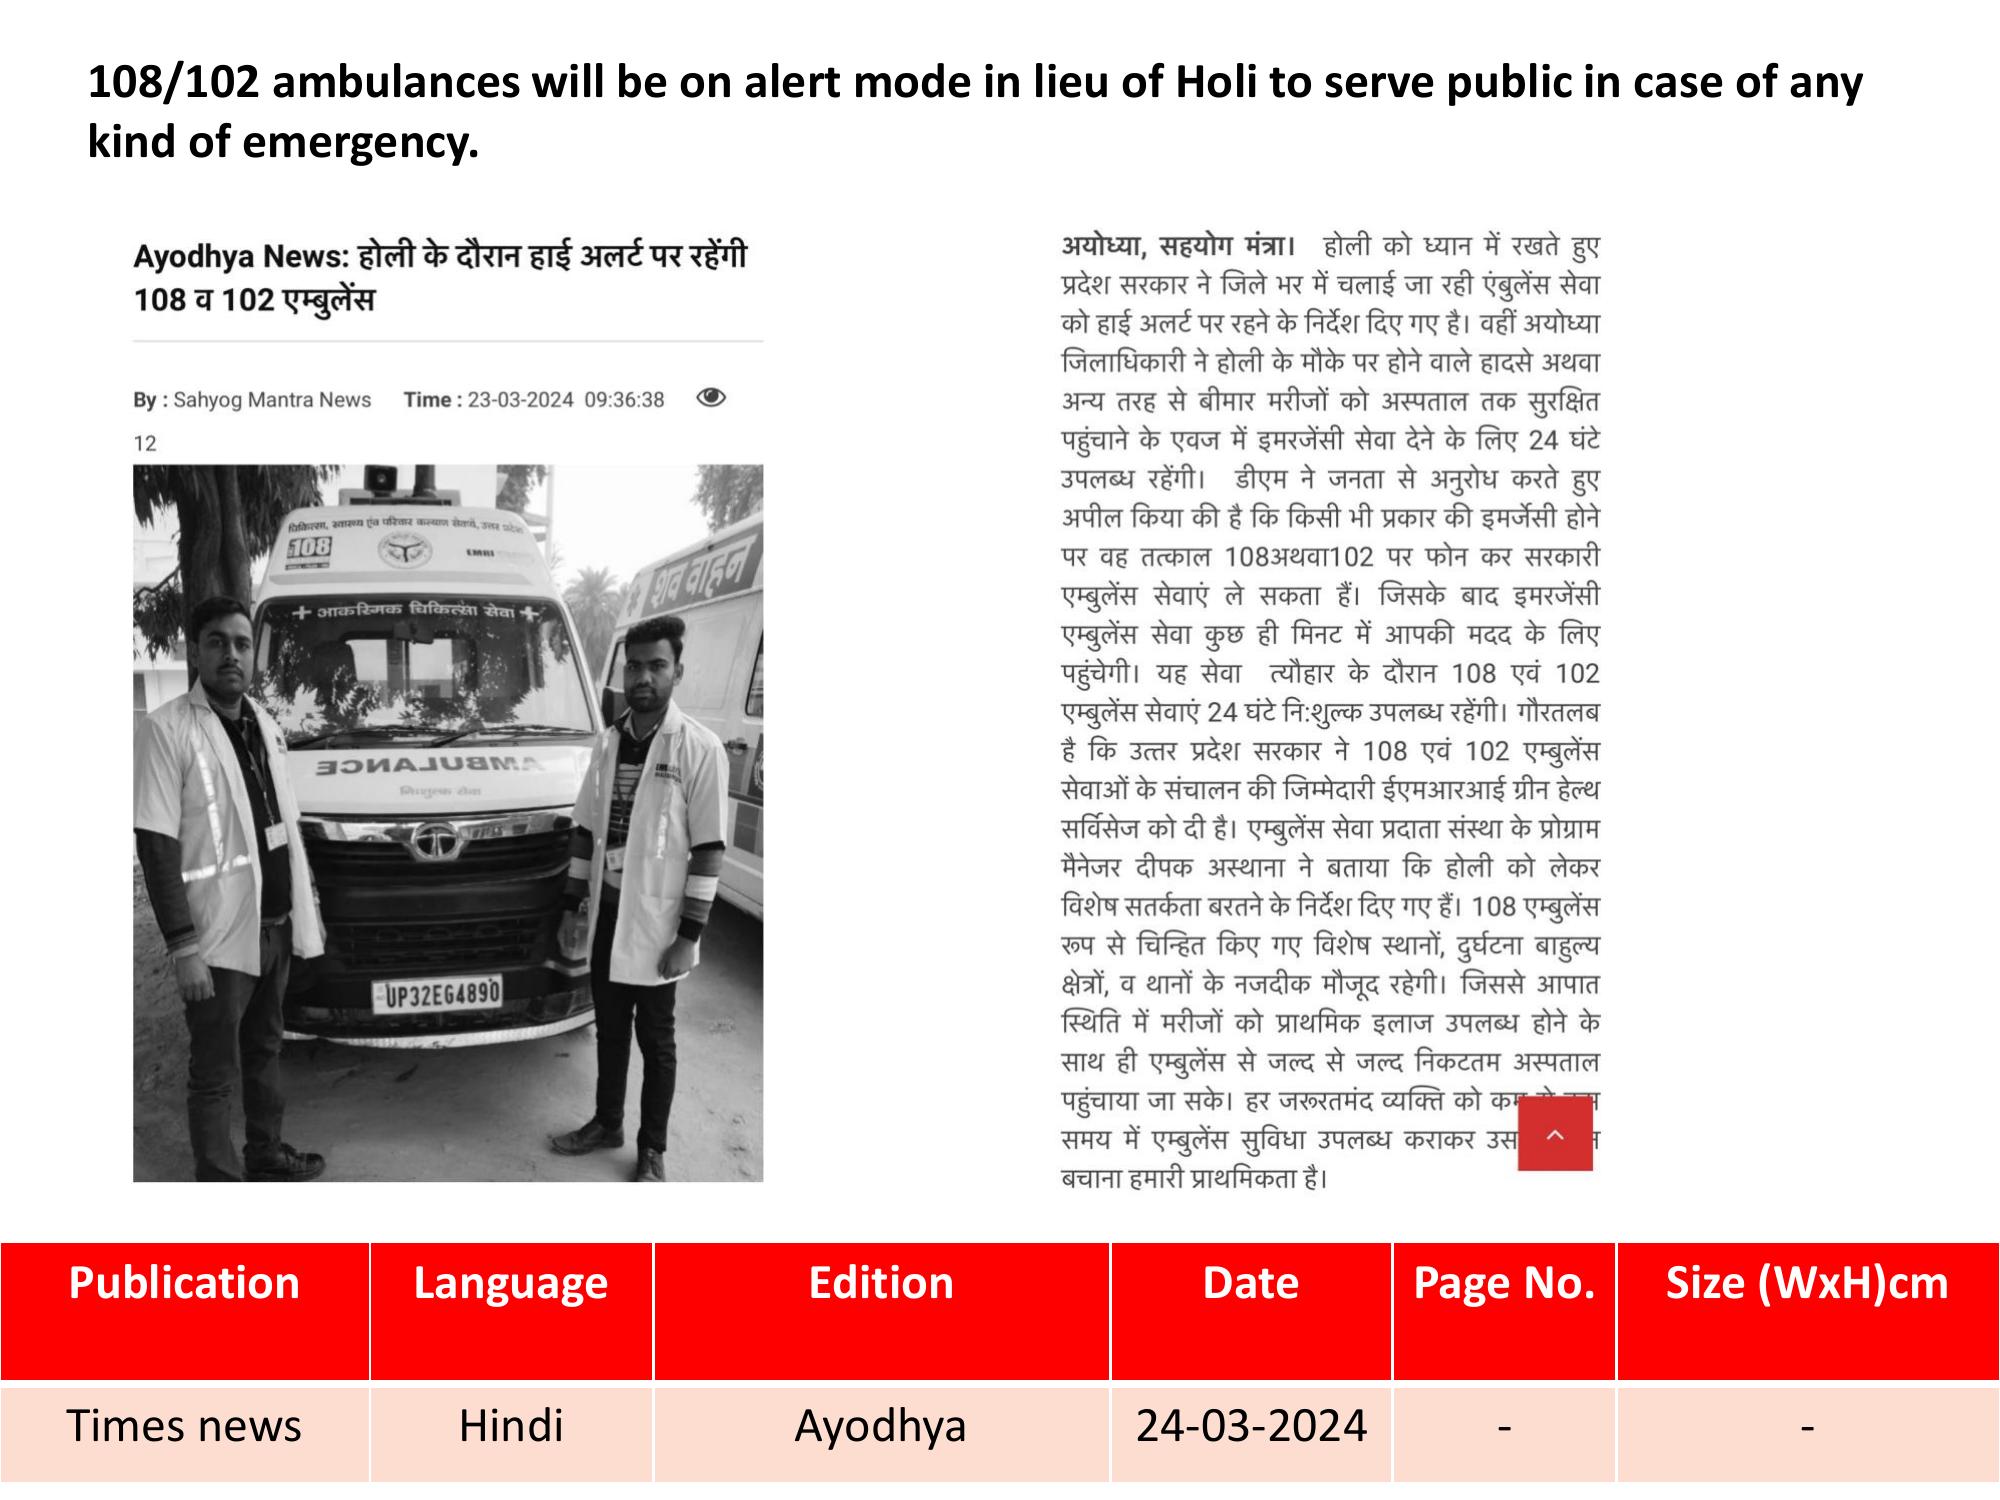 108/102 ambulances will be on alert mode in lieu of Holi to serve public in case of any
kind of emergency.
Ayodhya News: होली के दौरान हाई अलर्ट पर रहेंगी
108 व 102 एम्बुलेंस
By : Sahyog Mantra News Time : 23-03-2024 09:36:38
12
चिकित्सा, स्वास्थ्य एंव परिवार कल्याण सेवायें, उत्तर प्रदेश
108
EMRI
आकस्मिक चिकित्सा सेवा
शव वाहन
AMBULANCE
निःशुल्क सेवा
UP32EG4890
अयोध्या, सहयोग मंत्रा। होली को ध्यान में रखते हुए
प्रदेश सरकार ने जिले भर में चलाई जा रही एंबुलेंस सेवा
को हाई अलर्ट पर रहने के निर्देश दिए गए है। वहीं अयोध्या
जिलाधिकारी ने होली के मौके पर होने वाले हादसे अथवा
अन्य तरह से बीमार मरीजों को अस्पताल तक सुरक्षित
पहुंचाने के एवज में इमरजेंसी सेवा देने के लिए 24 घंटे
उपलब्ध रहेंगी। डीएम ने जनता से अनुरोध करते हुए
अपील किया की है कि किसी भी प्रकार की इमर्जेसी होने
पर वह तत्काल 108अथवा102 पर फोन कर सरकारी
एम्बुलेंस सेवाएं ले सकता हैं। जिसके बाद इमरजेंसी
एम्बुलेंस सेवा कुछ ही मिनट में आपकी मदद के लिए
पहुंचेगी। यह सेवा त्यौहार के दौरान 108 एवं 102
एम्बुलेंस सेवाएं 24 घंटे नि:शुल्क उपलब्ध रहेंगी। गौरतलब
है कि उत्तर प्रदेश सरकार ने 108 एवं 102 एम्बुलेंस
सेवाओं के संचालन की जिम्मेदारी ईएमआरआई ग्रीन हेल्थ
सर्विसेज को दी है। एम्बुलेंस सेवा प्रदाता संस्था के प्रोग्राम
मैनेजर दीपक अस्थाना ने बताया कि होली को लेकर
विशेष सतर्कता बरतने के निर्देश दिए गए हैं। 108 एम्बुलेंस
रूप से चिन्हित किए गए विशेष स्थानों, दुर्घटना बाहुल्य
क्षेत्रों, व थानों के नजदीक मौजूद रहेगी। जिससे आपात
स्थिति में मरीजों को प्राथमिक इलाज उपलब्ध होने के
साथ ही एम्बुलेंस से जल्द से जल्द निकटतम अस्पताल
पहुंचाया जा सके। हर जरूरतमंद व्यक्ति को
समय में एम्बुलेंस सुविधा उपलब्ध कराकर
बचाना हमारी प्राथमिकता है।
Publication Language Edition Date Page No. Size (WxH)cm
Times news Hindi Ayodhya 24-03-2024 - -